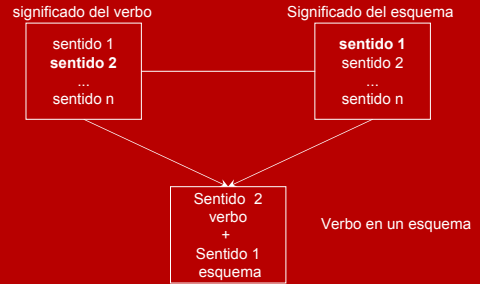 significado del verbo
sentido 1
sentido 2
...
sentido n
Significado del esquema
sentido 1
sentido 2
...
sentido n
Sentido 2
verbo
+
Sentido 1
esquema
Verbo en un esquema